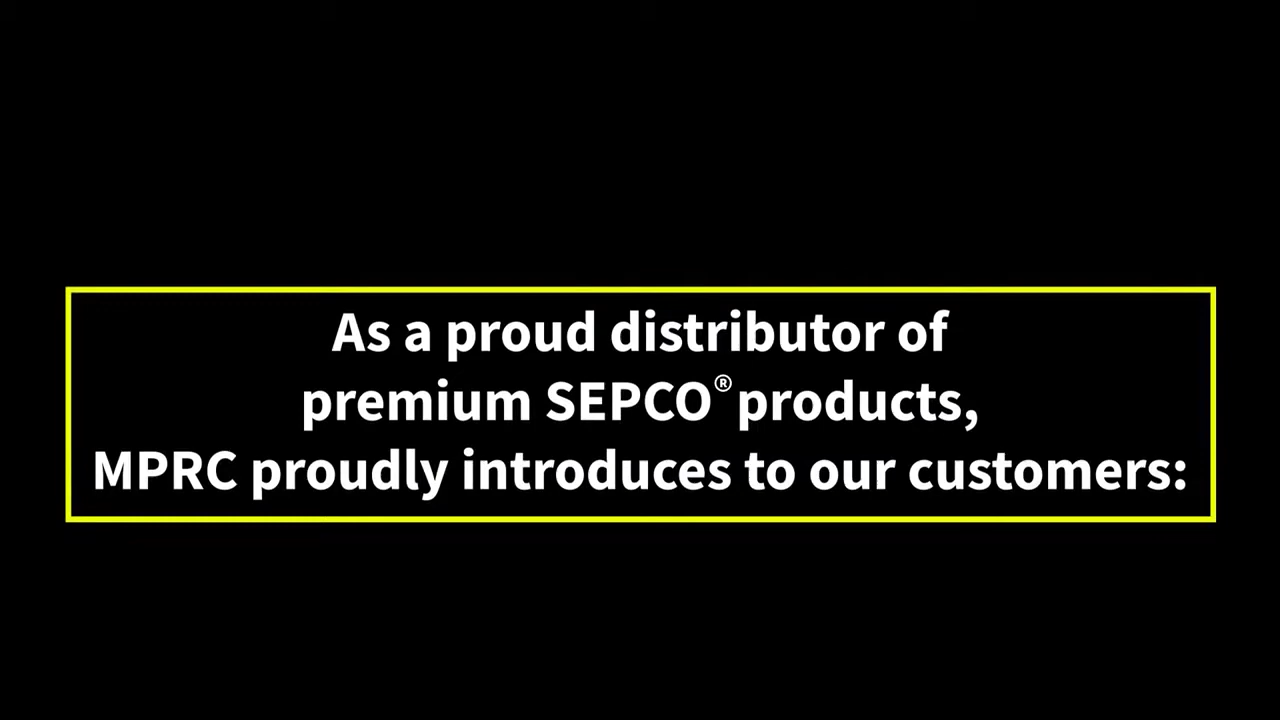 As a proud distributor of
premium SEPCO® products,
MPRC proudly introduces to our customers: